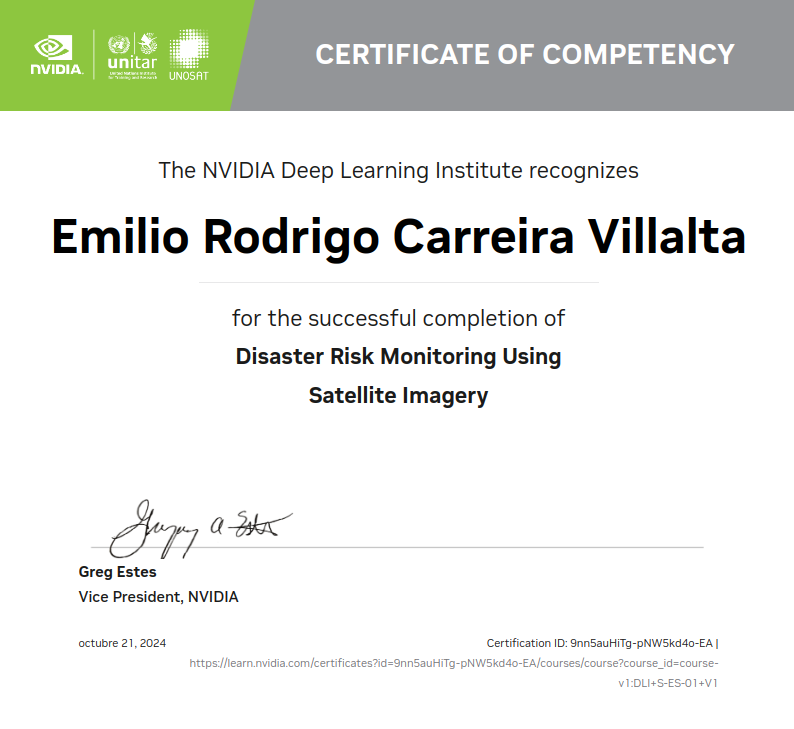 NVIDIA.
unitar
United Nations Institute
for Training and Research
UNOSAT
CERTIFICATE OF COMPETENCY
The NVIDIA Deep Learning Institute recognizes
Emilio Rodrigo Carreira Villalta
for the successful completion of
Disaster Risk Monitoring Using
Satellite Imagery
Greg Estes
Vice President, NVIDIA
octubre 21, 2024
Certification ID: 9nn5auHiTg-pNW5kd4o-EA |
https://learn.nvidia.com/certificates?id=9nn5auHiTg-pNW5kd4o-EA/courses/course?course_id=course-
v1:DLI+S-ES-01+V1